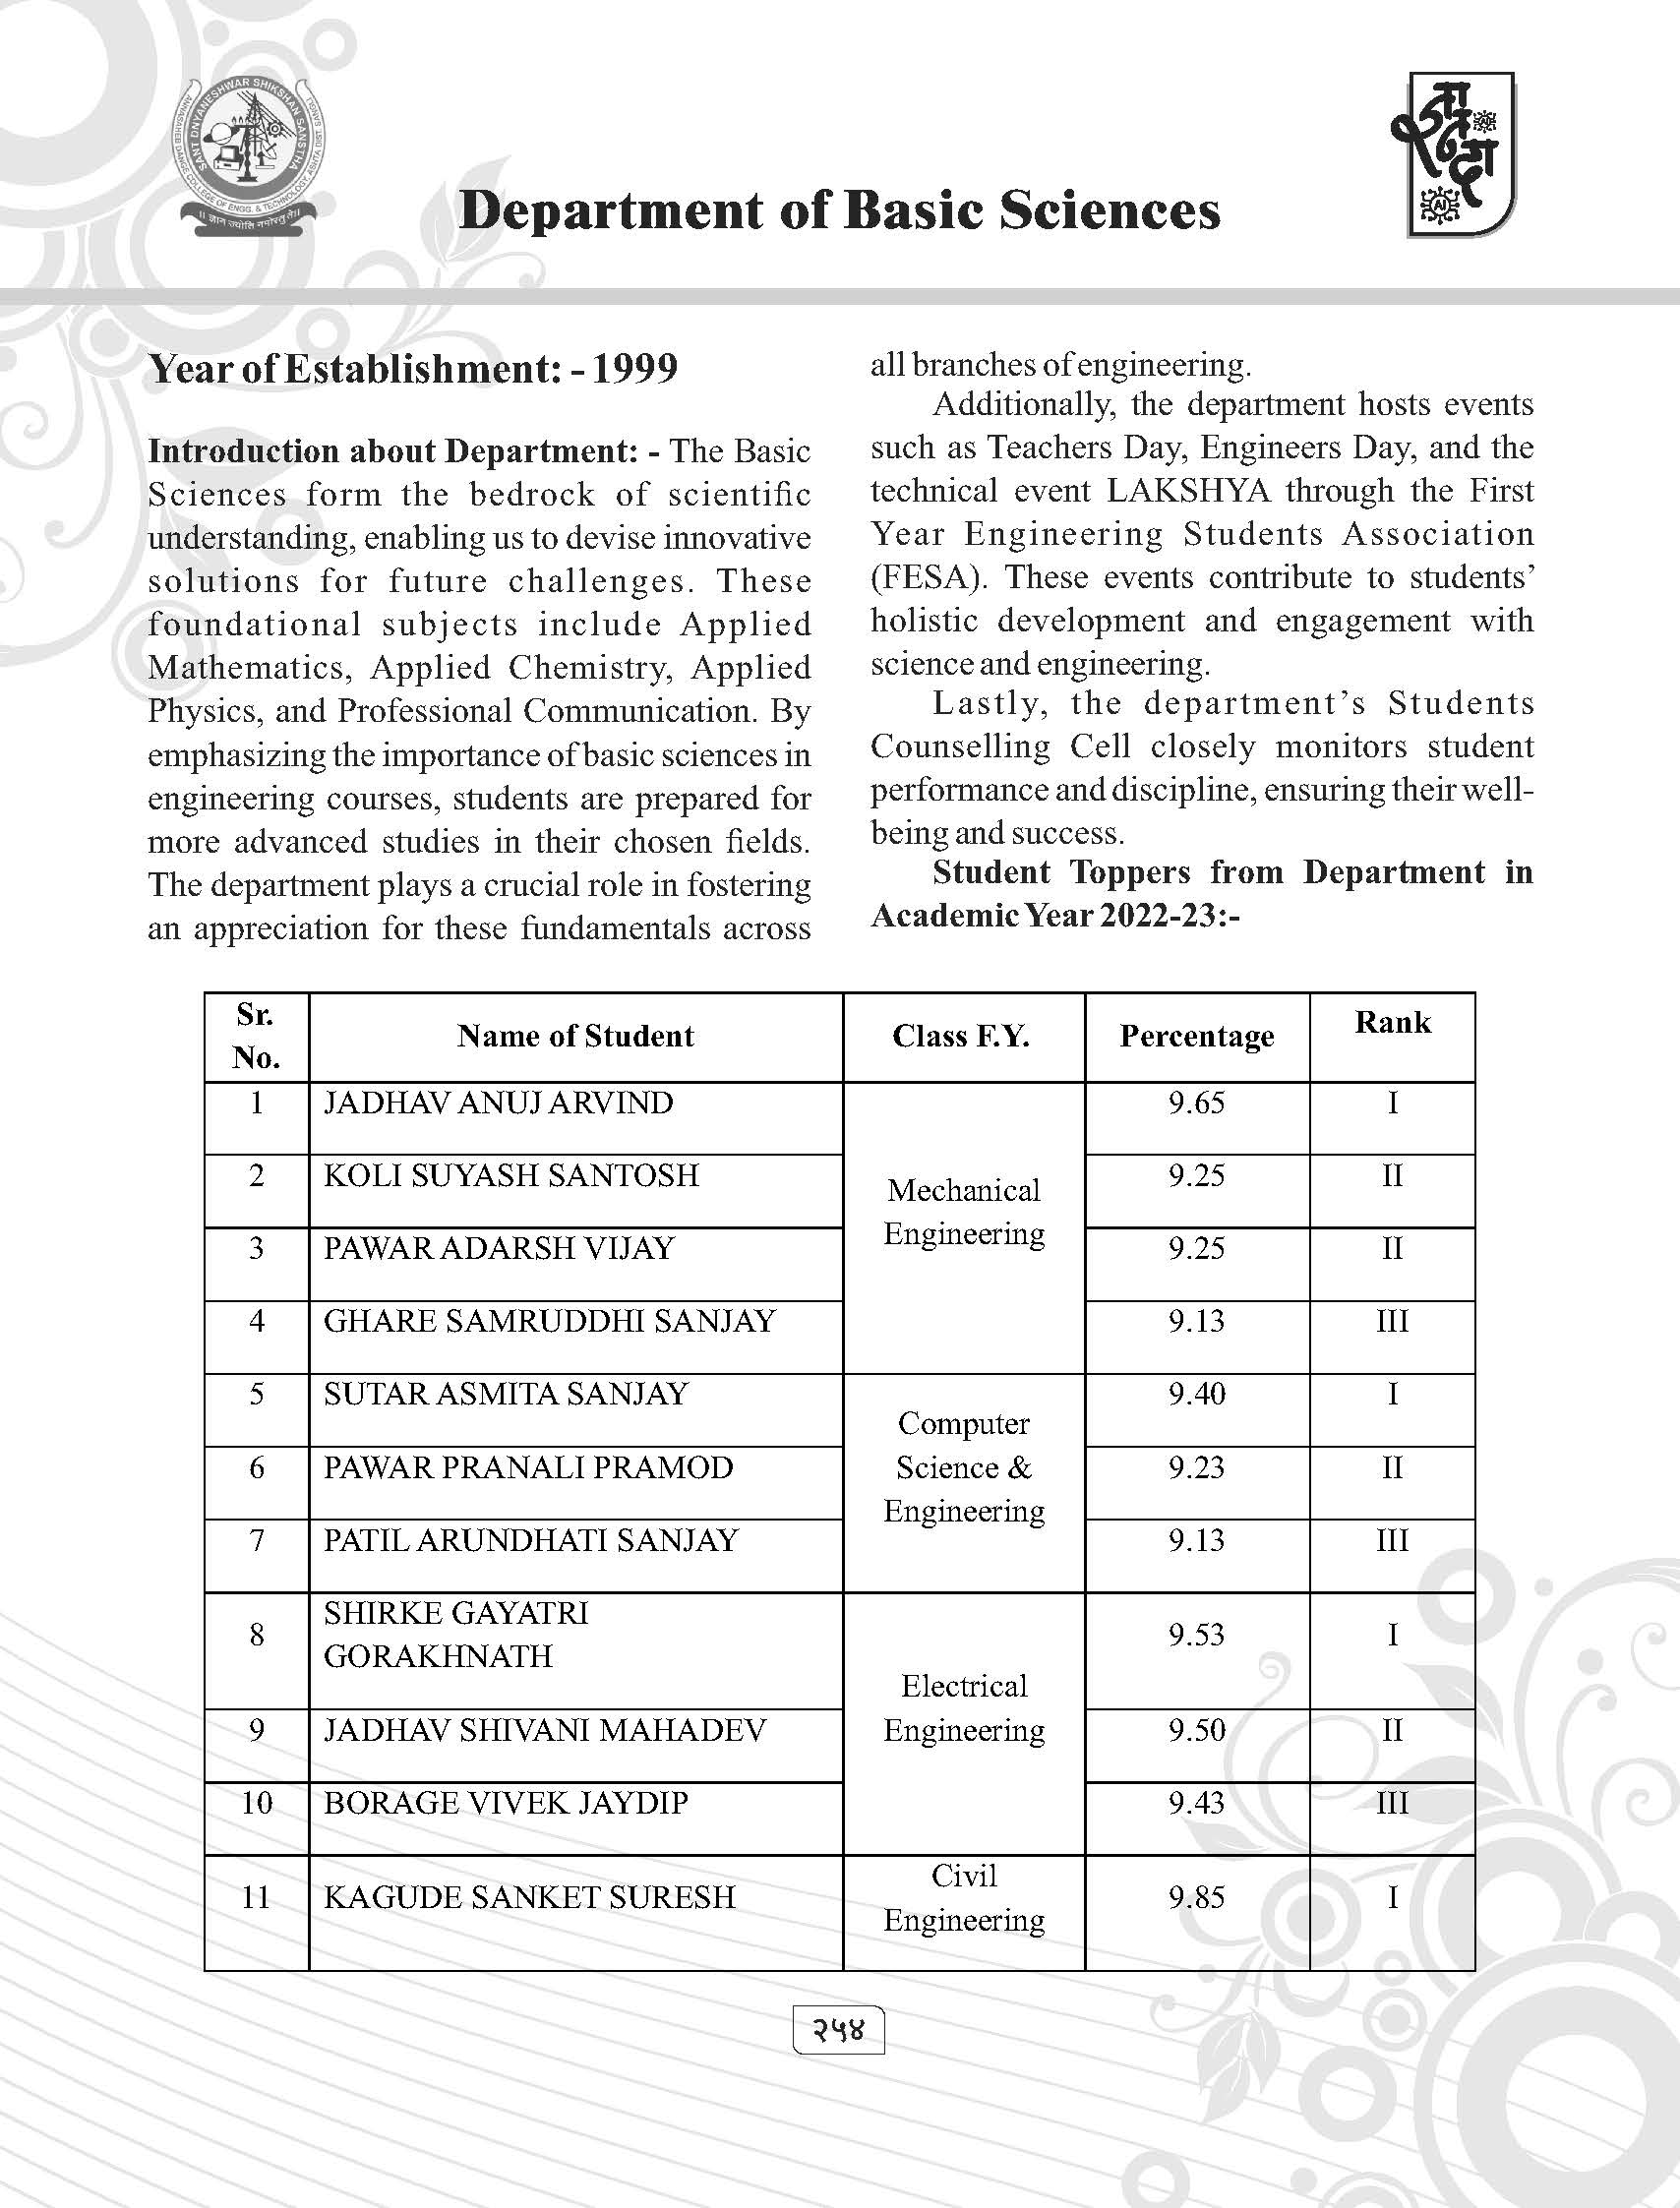 SANT DNYANESHWAR SHIKSHAN SANSTHA
ANNASAHEB DANGE COLLEGE OF ENGG. & TECHNOLOGY, ASHTA DIST. SANGLI
AI
AI
Department of Basic Sciences
Year of Establishment: - 1999
Introduction about Department: - The Basic
Sciences form the bedrock of scientific
understanding, enabling us to devise innovative
solutions for future challenges. These
foundational subjects include Applied
Mathematics, Applied Chemistry, Applied
Physics, and Professional Communication. By
emphasizing the importance of basic sciences in
engineering courses, students are prepared for
more advanced studies in their chosen fields.
The department plays a crucial role in fostering
an appreciation for these fundamentals across
all branches of engineering.
Additionally, the department hosts events
such as Teachers Day, Engineers Day, and the
technical event LAKSHYA through the First
Year Engineering Students Association
(FESA). These events contribute to students’
holistic development and engagement with
science and engineering.
Lastly, the department’s Students
Counselling Cell closely monitors student
performance and discipline, ensuring their well-
being and success.
Student Toppers from Department in
Academic Year 2022-23:-
Sr. No. Name of Student Class F.Y. Percentage Rank
1 JADHAV ANUJ ARVIND Mechanical Engineering 9.65 I
2 KOLI SUYASH SANTOSH 9.25 II
3 PAWAR ADARSH VIJAY 9.25 II
4 GHARE SAMRUDDHI SANJAY 9.13 III
5 SUTAR ASMITA SANJAY Computer Science & Engineering 9.40 I
6 PAWAR PRANALI PRAMOD 9.23 II
7 PATIL ARUNDHATI SANJAY 9.13 III
8 SHIRKE GAYATRI GORAKHNATH Electrical Engineering 9.53 I
9 JADHAV SHIVANI MAHADEV 9.50 II
10 BORAGE VIVEK JAYDIP 9.43 III
11 KAGUDE SANKET SURESH Civil Engineering 9.85 I
२५४